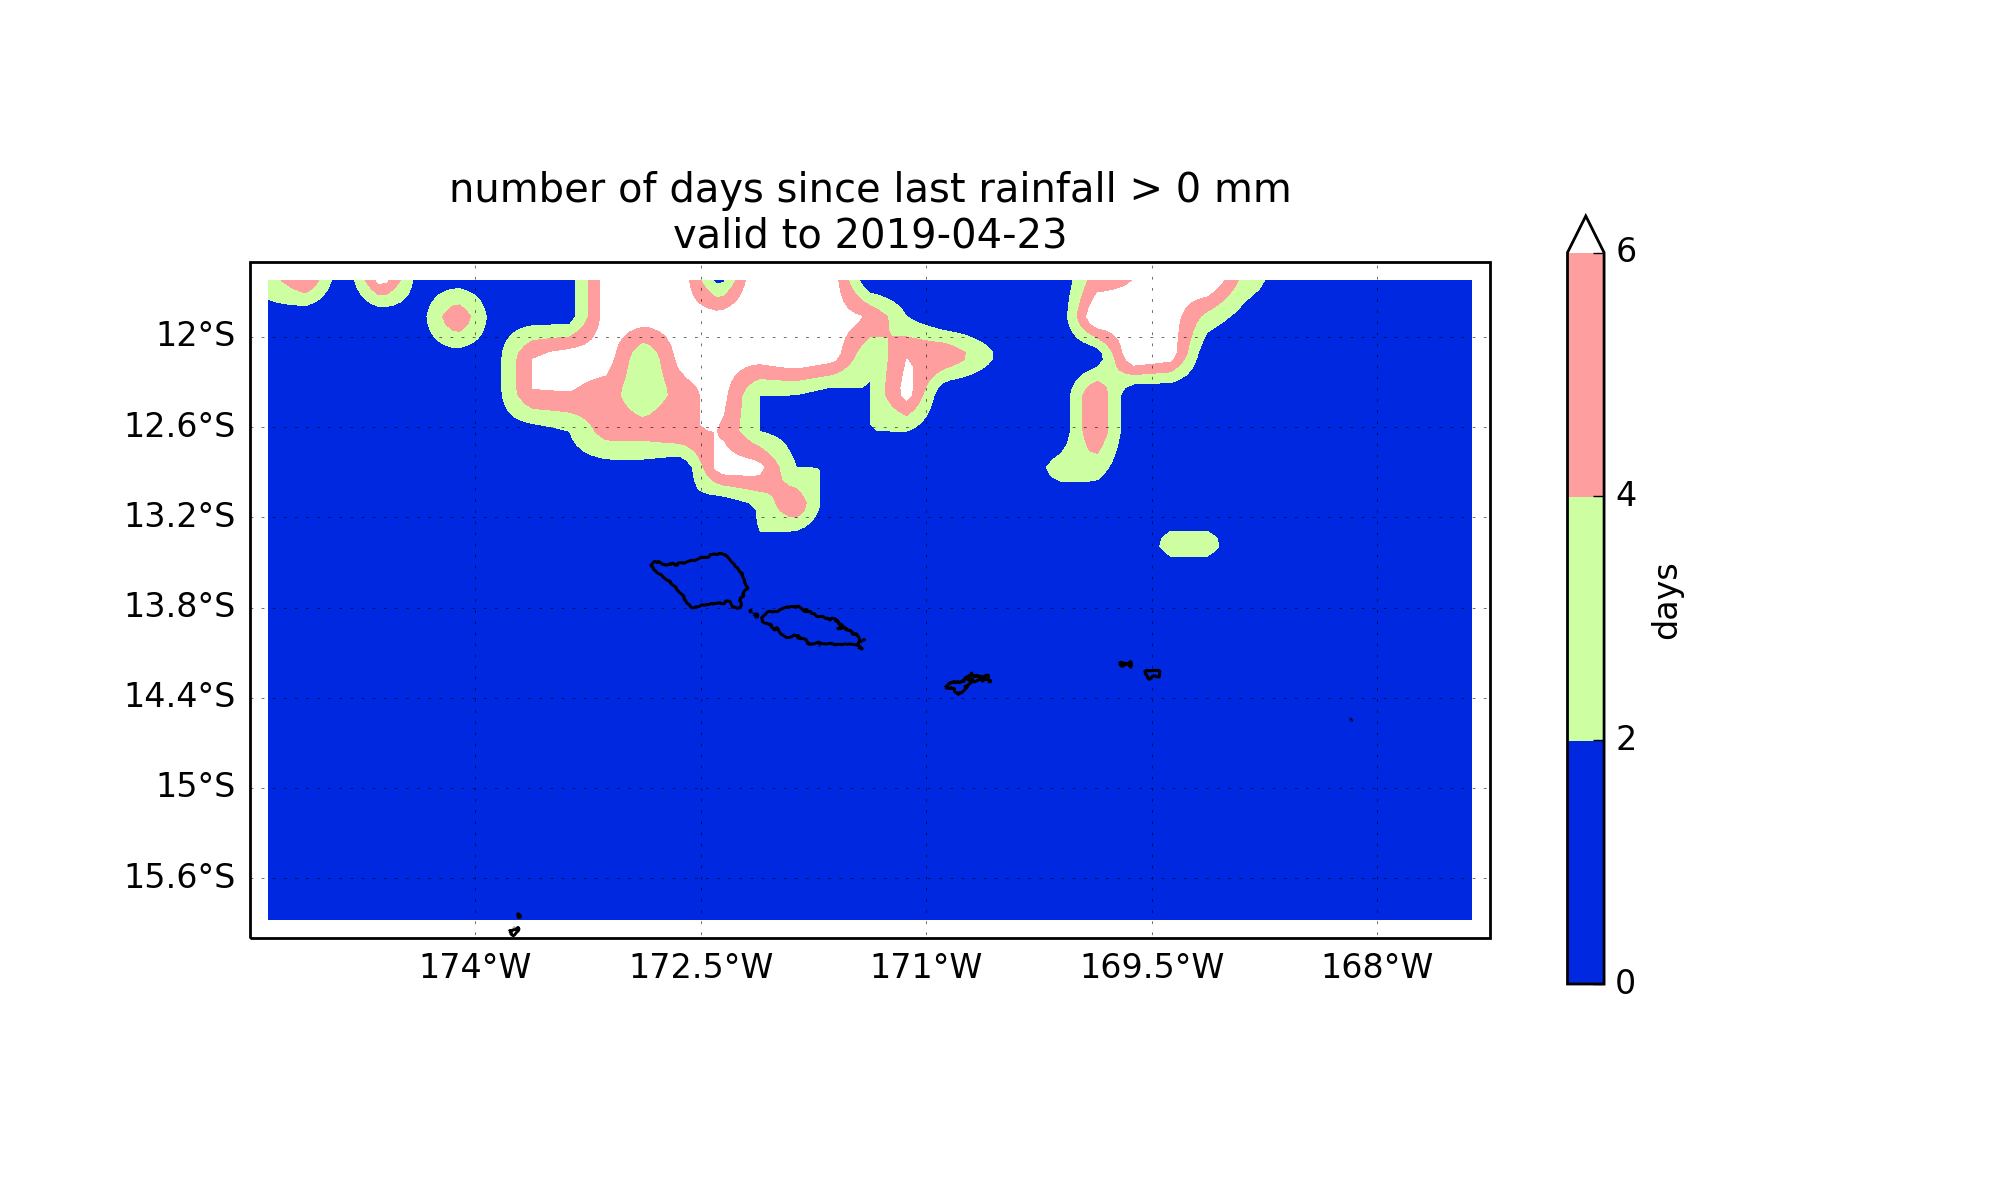 number of days since last rainfall > 0 mm
valid to 2019-04-23
12°S
12.6°S
13.2°S
13.8°S
14.4°S
15°S
15.6°S
174°W 172.5°W 171°W 169.5°W 168°W
6
4
2
0
days